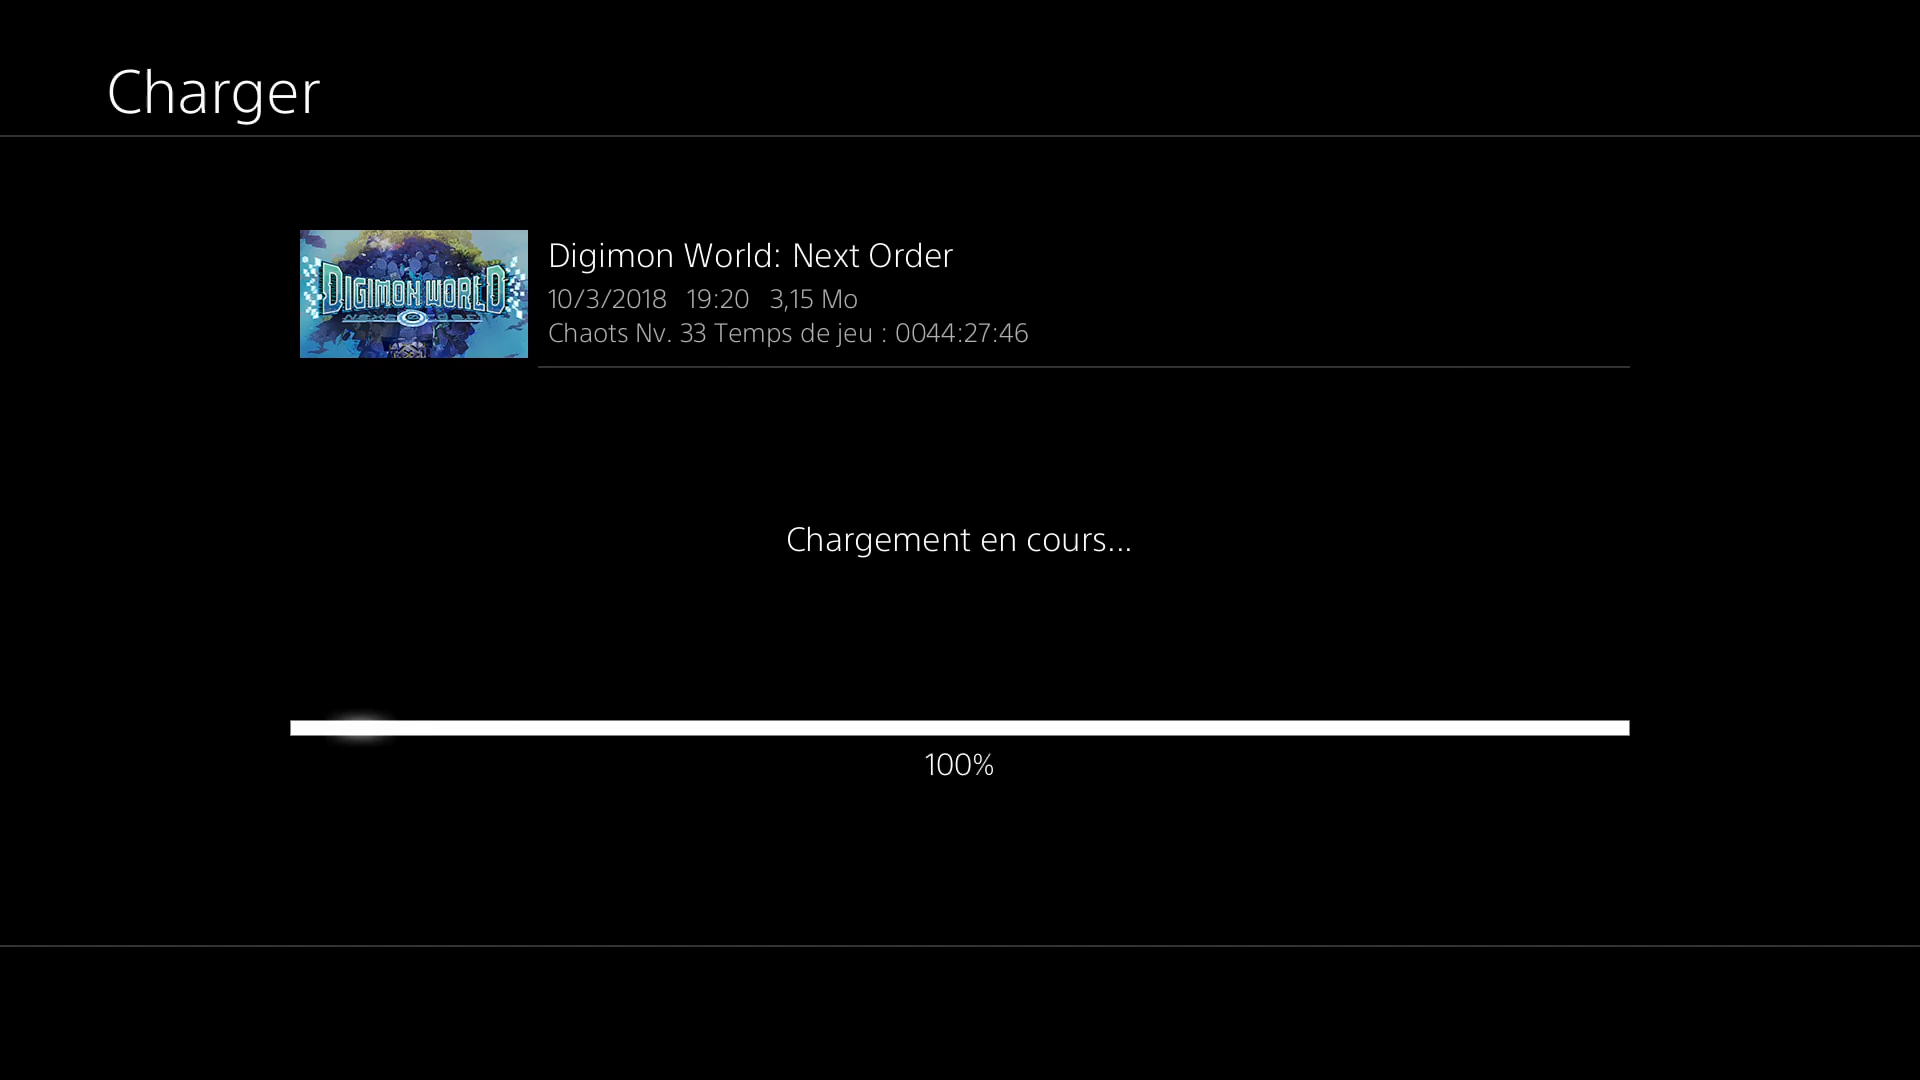 Charger
DIGIMON WORLD
Digimon World: Next Order
10/3/2018 19:20 3,15 Mo
Chaots Nv. 33 Temps de jeu : 0044:27:46
Chargement en cours...
100%